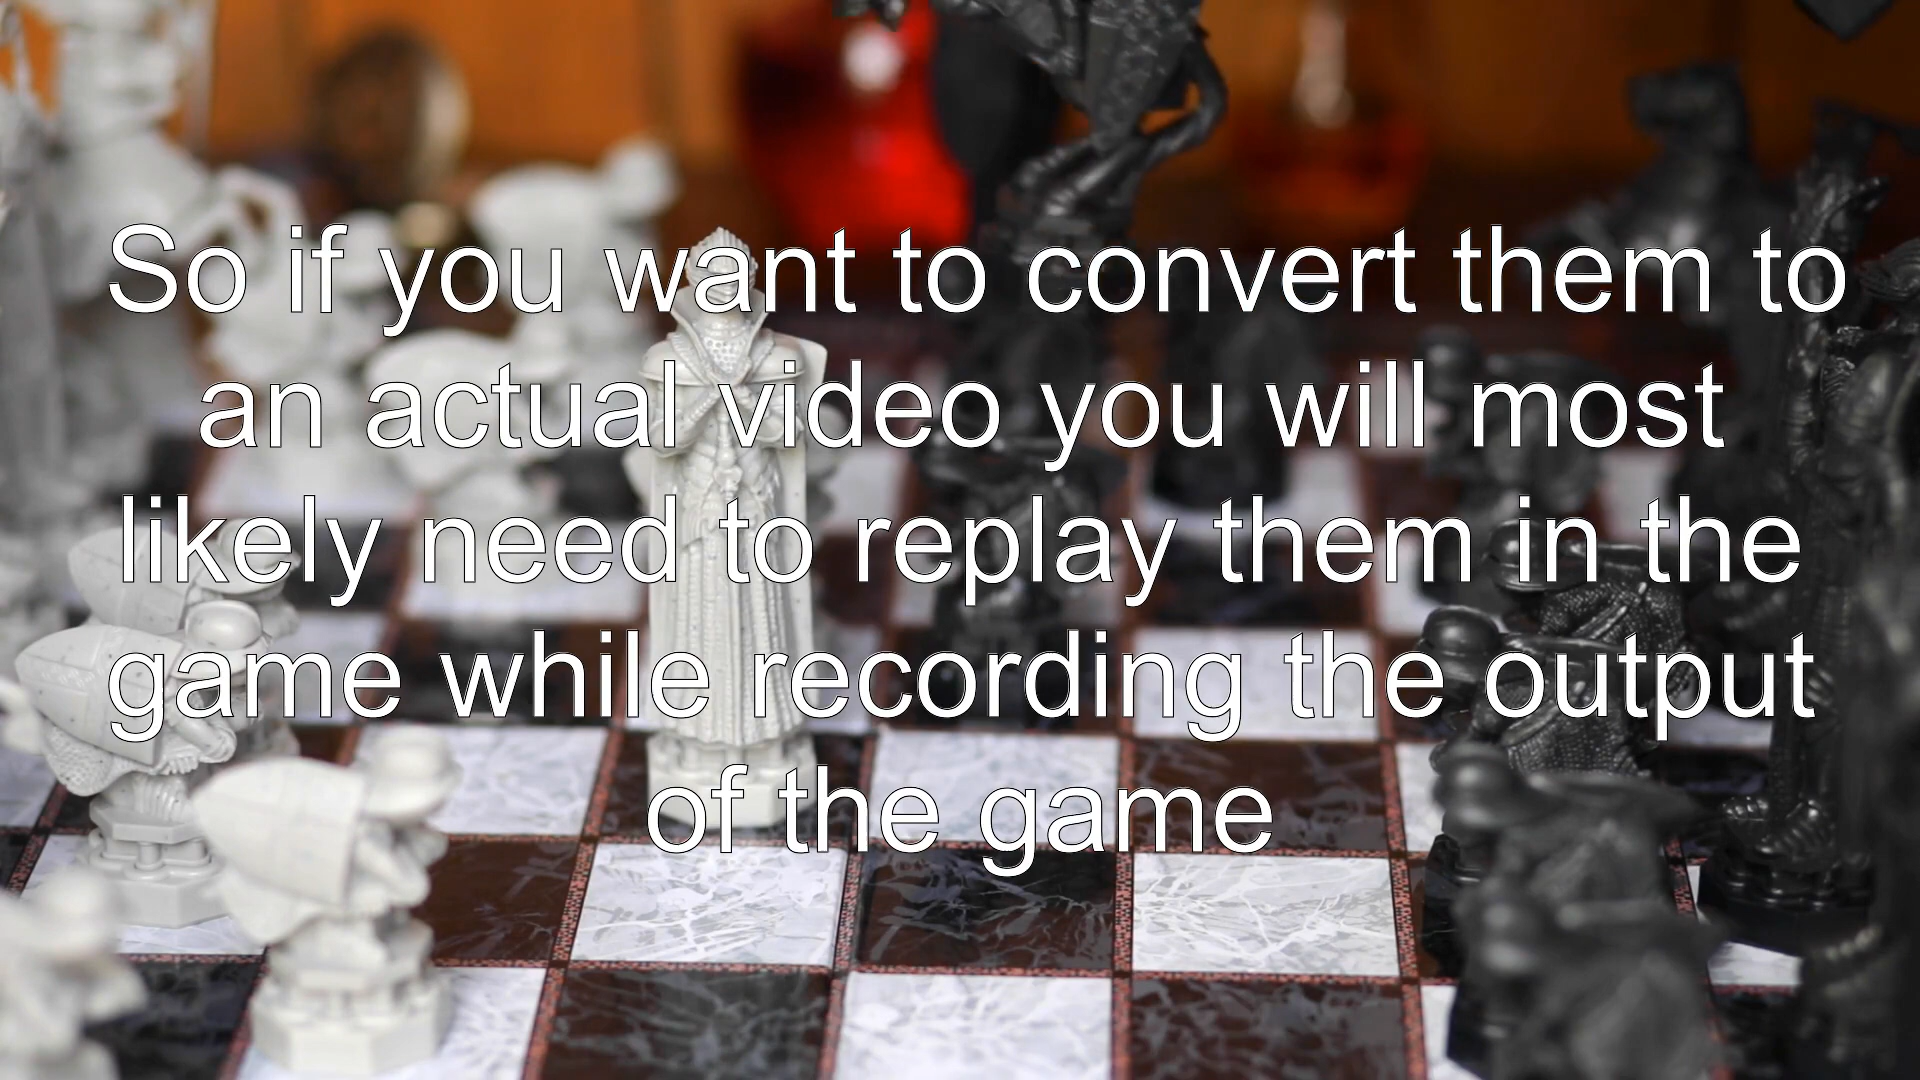 So if you want to convert them to
an actual video you will most
likely need to replay them in the
game while recording the output
of the game